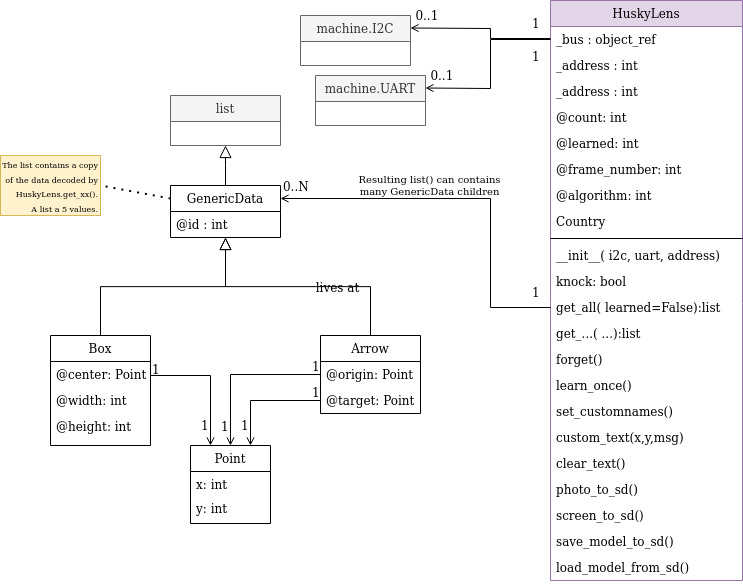 machine.I2C
0..1
machine.UART
0..1
1
1
HuskyLens
_bus : object_ref
_address : int
_address : int
@count: int
@learned: int
@frame_number: int
@algorithm: int
Country
__init__( i2c, uart, address)
knock: bool
get_all( learned=False):list
get_...( ...):list
forget()
learn_once()
set_customnames()
custom_text(x,y,msg)
clear_text()
photo_to_sd()
screen_to_sd()
save_model_to_sd()
load_model_from_sd()
list
The list contains a copy
of the data decoded by
HuskyLens.get_xx().
A list a 5 values.
GenericData
@id : int
0..N
Resulting list() can contains
many GenericData children
1
lives at
Box
@center: Point
@width: int
@height: int
1
Arrow
@origin: Point
@target: Point
1
1
1
1
1
Point
x: int
y: int